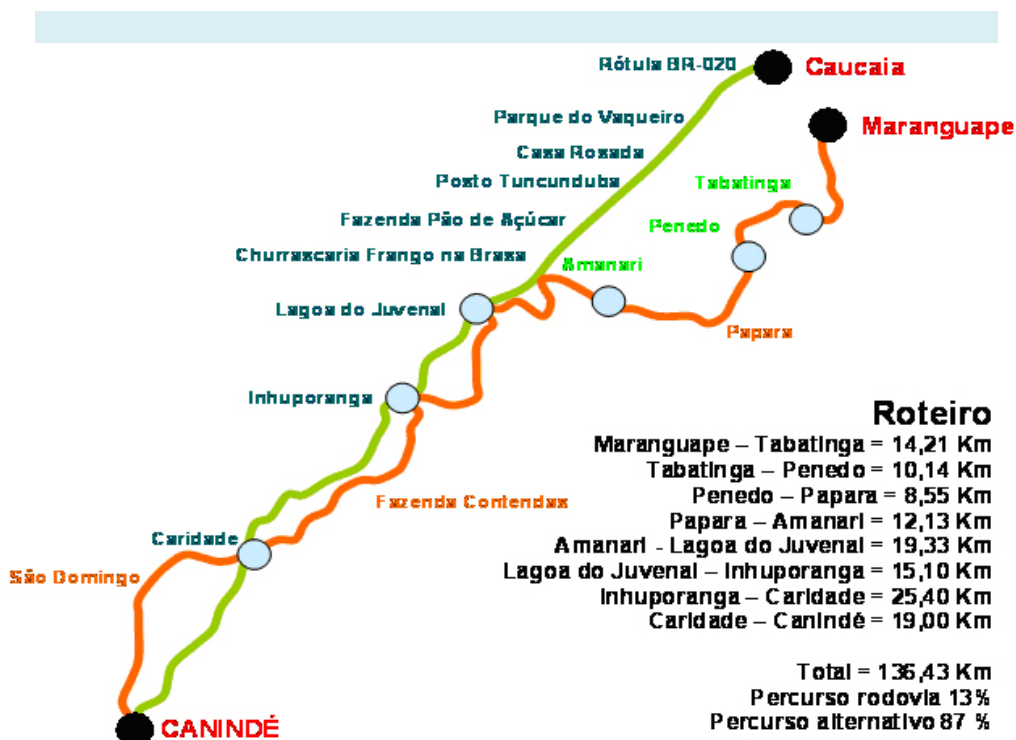 Rótula BR-020
Caucaia
Parque do Vaqueiro
Maranguape
Casa Rosada
Posto Tuncunduba
Tabatinga
Fazenda Pão de Açúcar
Penedo
Churrascaria Frango na Brasa
Amanari
Lagoa do Juvenal
Papara
Inhuporanga
Roteiro
Maranguape – Tabatinga = 14,21 Km
Tabatinga – Penedo = 10,14 Km
Penedo – Papara = 8,55 Km
Papara – Amanari = 12,13 Km
Amanari - Lagoa do Juvenal = 19,33 Km
Lagoa do Juvenal – Inhuporanga = 15,10 Km
Inhuporanga – Caridade = 25,40 Km
Caridade – Canindé = 19,00 Km
Total = 136,43 Km
Percurso rodovia 13%
Percurso alternativo 87 %
Fazenda Contendas
Caridade
São Domingo
CANINDÉ